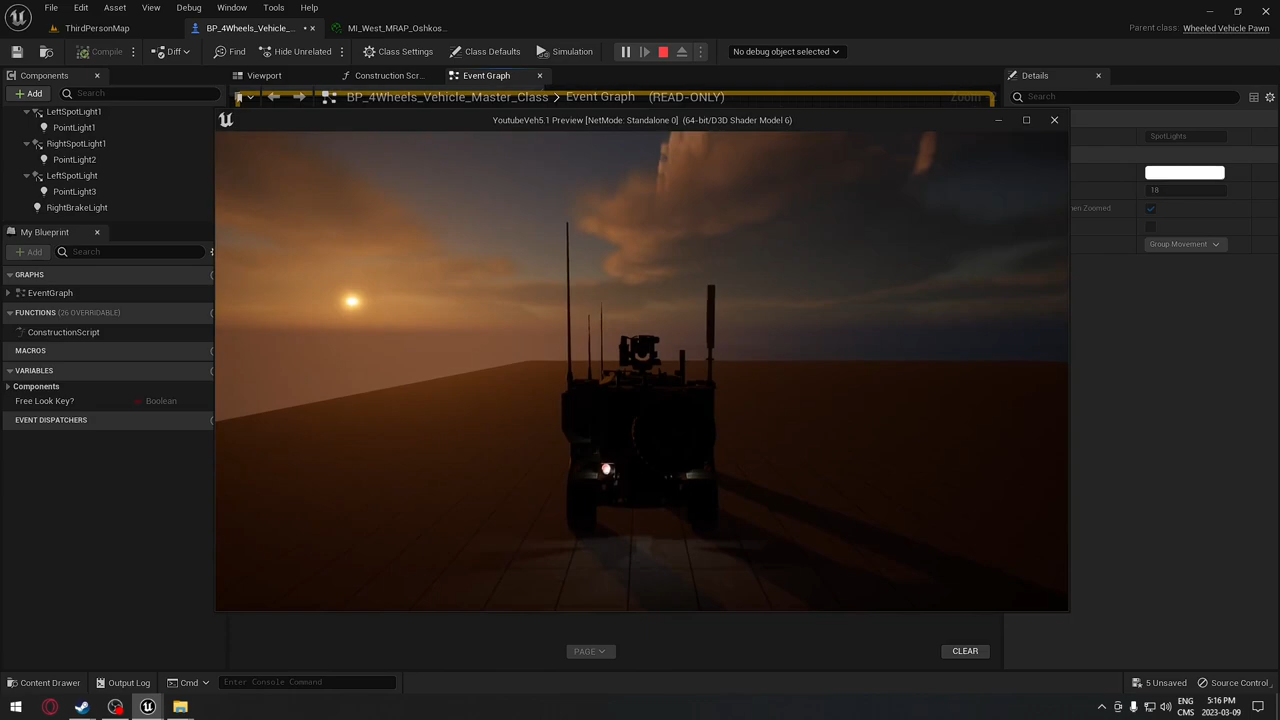 File Edit Asset View Debug Window Tools Help
ThirdPersonMap
BP_4Wheels_Vehicle_...
MI_West_MRAP_Oshkos...
Parent class: Wheeled Vehicle Pawn
Compile
Diff
Find
Hide Unrelated
Class Settings
Class Defaults
Simulation
No debug object selected
Components
Viewport
Construction Scr...
Event Graph
Details
Add
Search
BP_4Wheels_Vehicle_Master_Class > Event Graph (READ-ONLY)
Zoom
Search
LeftSpotLight1
PointLight1
RightSpotLight1
PointLight2
LeftSpotLight
PointLight3
RightBrakeLight
YoutubeVeh5.1 Preview [NetMode: Standalone 0] (64-bit/D3D Shader Model 6)
SpotLights
18
en Zoomed
Group Movement
My Blueprint
Add
Search
GRAPHS
EventGraph
FUNCTIONS (26 OVERRIDABLE)
ConstructionScript
MACROS
VARIABLES
Components
Free Look Key? Boolean
EVENT DISPATCHERS
PAGE
CLEAR
Content Drawer
Output Log
Cmd
Enter Console Command
5 Unsaved
Source Control
ENG
CMS
5:16 PM
2023-03-09